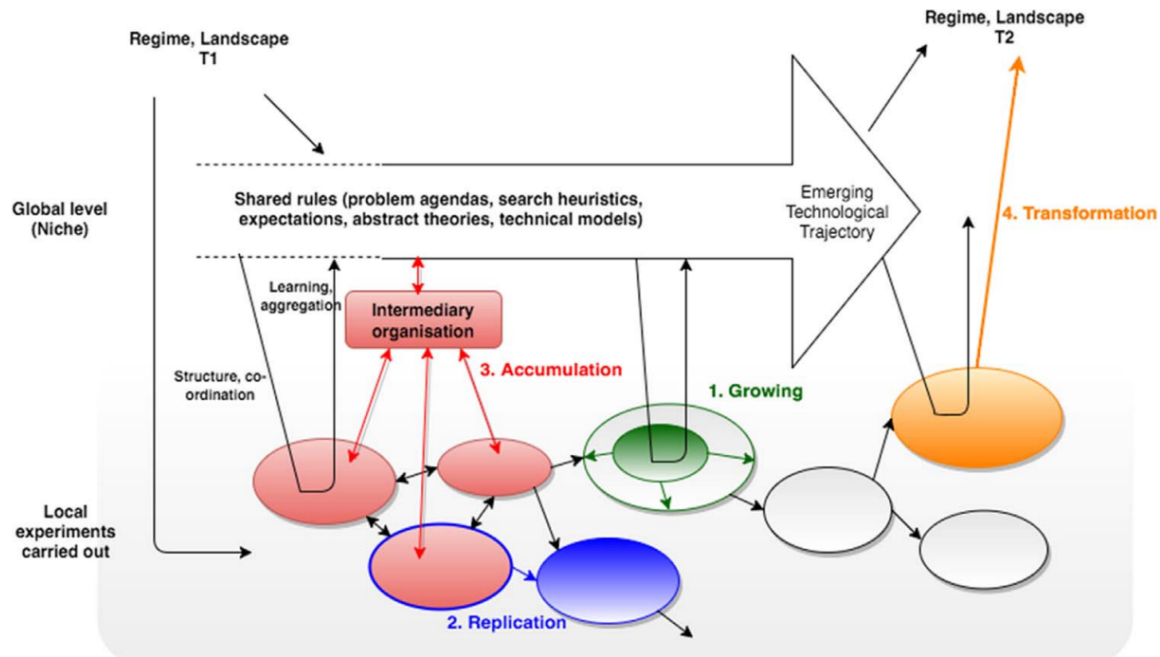 Regime, Landscape
T1
Regime, Landscape
T2
Global level
(Niche)
Shared rules (problem agendas, search heuristics,
expectations, abstract theories, technical models)
Emerging
Technological
Trajectory
4. Transformation
Learning,
aggregation
Intermediary
organisation
Structure, co-
ordination
3. Accumulation
1. Growing
Local
experiments
carried out
2. Replication